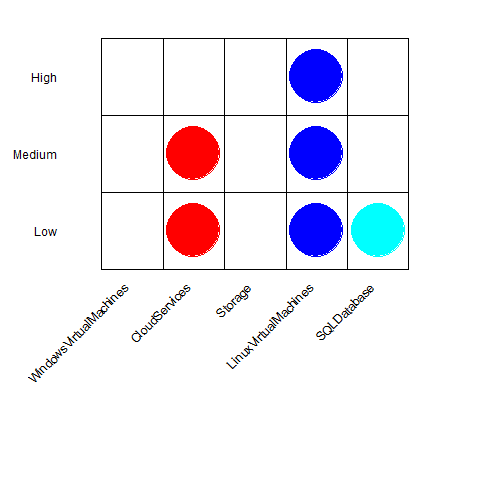 High
Medium
Low
WindowsVirtualMachines
CloudServices
Storage
LinuxVirtualMachines
SQLDatabase